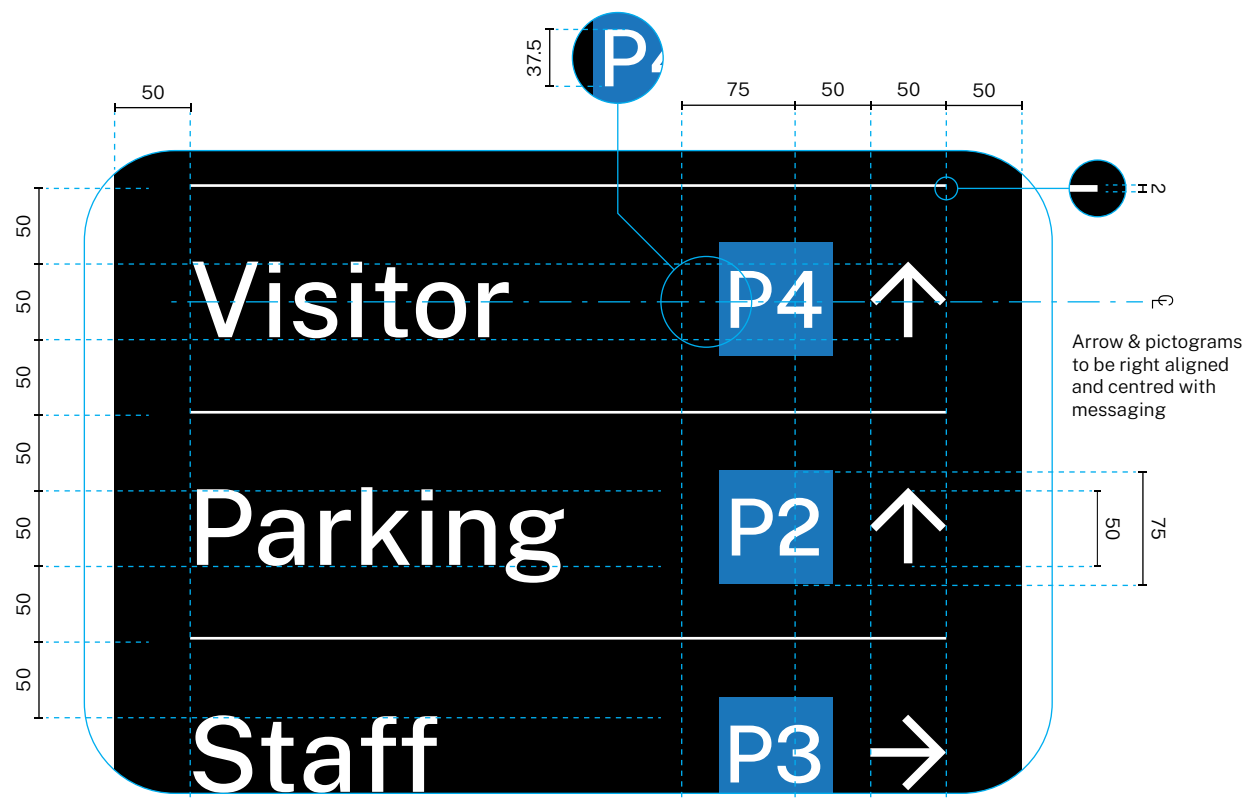 37.5
P4
50
75
50
50
50
2
50
50
50
50
50
50
50
Visitor
P4
℄
Arrow & pictograms
to be right aligned
and centred with
messaging
Parking
P2
50
75
Staff
P3